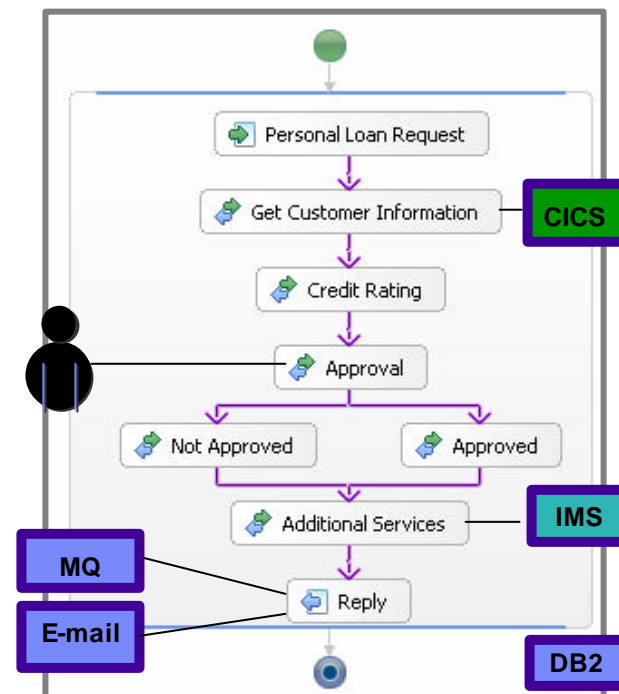 Personal Loan Request
Get Customer Information
CICS
Credit Rating
Approval
Not Approved
Approved
Additional Services
IMS
MQ
Reply
E-mail
DB2